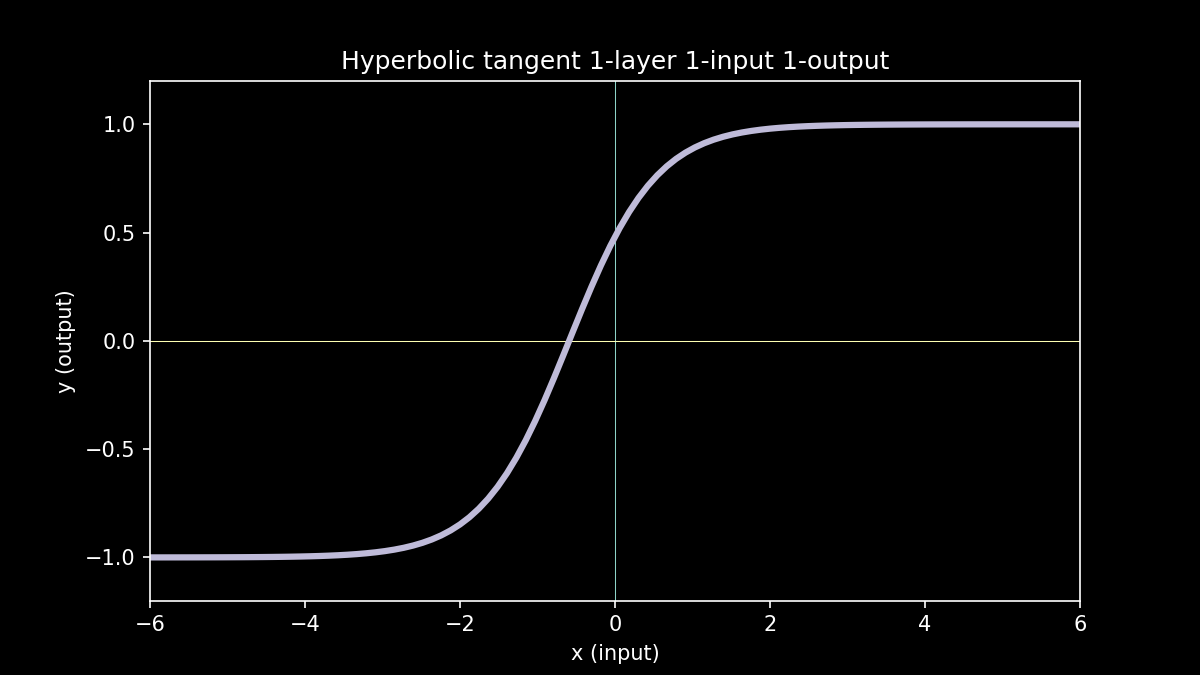 Hyperbolic tangent 1-layer 1-input 1-output
1.0
0.5
0.0
−0.5
−1.0
y (output)
−6 −4 −2 0 2 4 6
x (input)